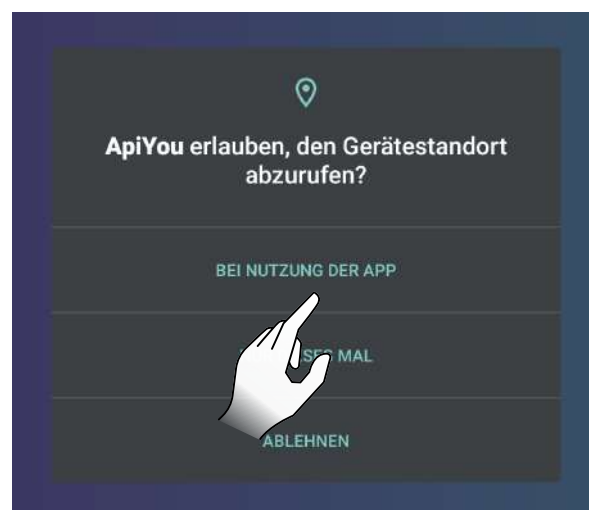 ApiYou erlauben, den Gerätestandort
abzurufen?
BEI NUTZUNG DER APP
MAL
ABLEHNEN